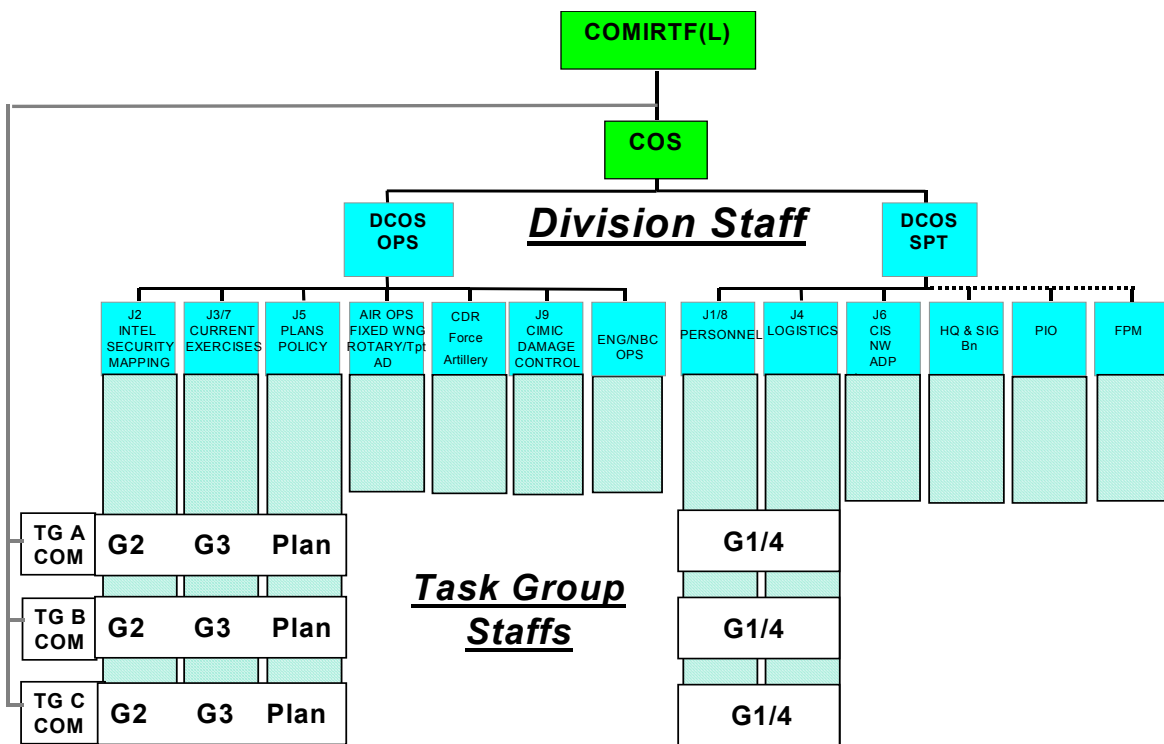 COMIRTF(L)
COS
DCOS
OPS
Division Staff
DCOS
SPT
J2
INTEL
SECURITY
MAPPING
J3/7
CURRENT
EXERCISES
J5
PLANS
POLICY
AIR OPS
FIXED WNG
ROTARY/Tpt
AD
CDR
Force
Artillery
J9
CIMIC
DAMAGE
CONTROL
ENG/NBC
OPS
J1/8
PERSONNEL
J4
LOGISTICS
J6
CIS
NW
ADP
HQ & SIG
Bn
PIO
FPM
TG A
COM
G2 G3 Plan
G1/4
Task Group
Staffs
TG B
COM
G2 G3 Plan
G1/4
TG C
COM
G2 G3 Plan
G1/4